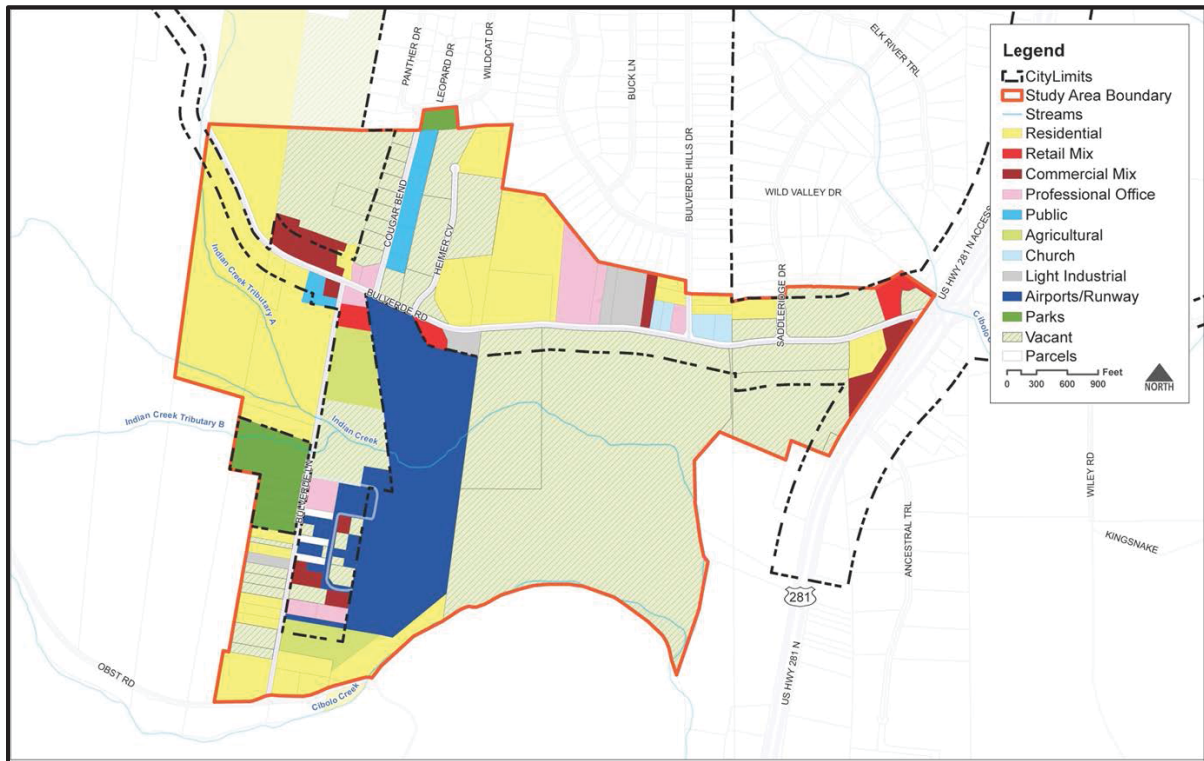 PANTHER DR
LEOPARD DR
WILDCAT DR
BUCK LN
BULVERDE HILLS DR
ELK RIVER TRL
WILD VALLEY DR
US HWY 281 N ACCESS
COUGAR BEND
HEIMER CV
BULVERDE RD
SADDLERIDGE DR
Indian Creek Tributary A
Indian Creek Tributary B
Indian Creek
BULVERDE LN
OBST RD
Cibolo Creek
281
US HWY 281 N
ANCESTRAL TRL
WILEY RD
KINGSNAKE
Legend
CityLimits
Study Area Boundary
Streams
Residential
Retail Mix
Commercial Mix
Professional Office
Public
Agricultural
Church
Light Industrial
Airports/Runway
Parks
Vacant
Parcels
Feet
0 300 600 900
NORTH